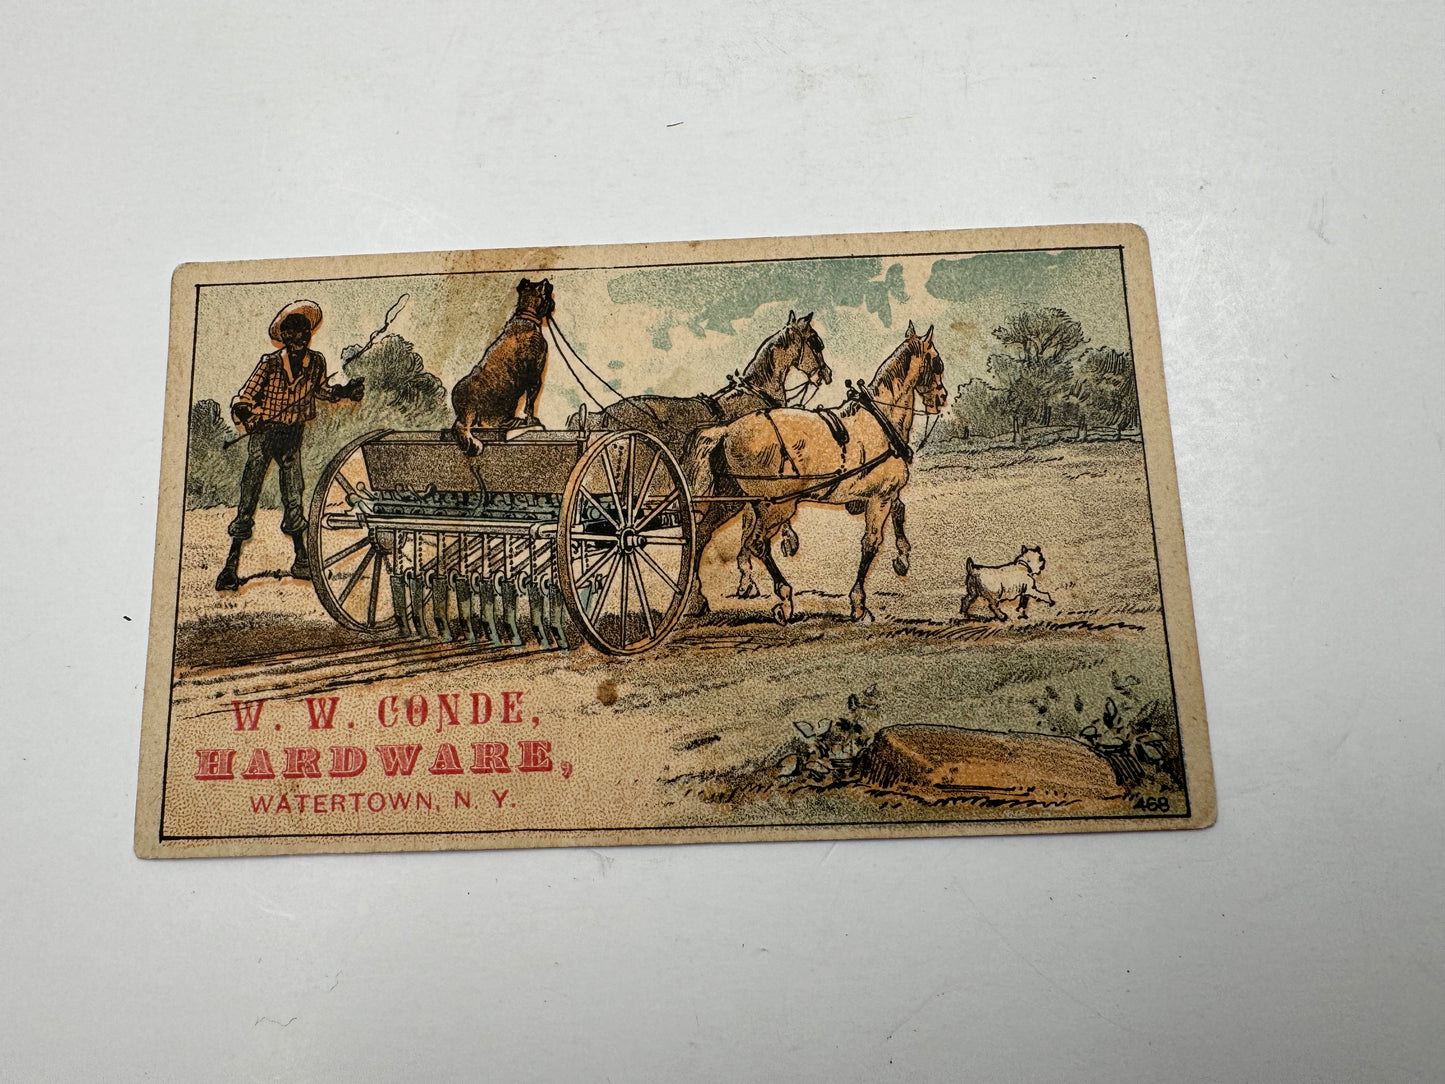 W. W. CONDE,
HARDWARE,
WATERTOWN, N. Y.
468